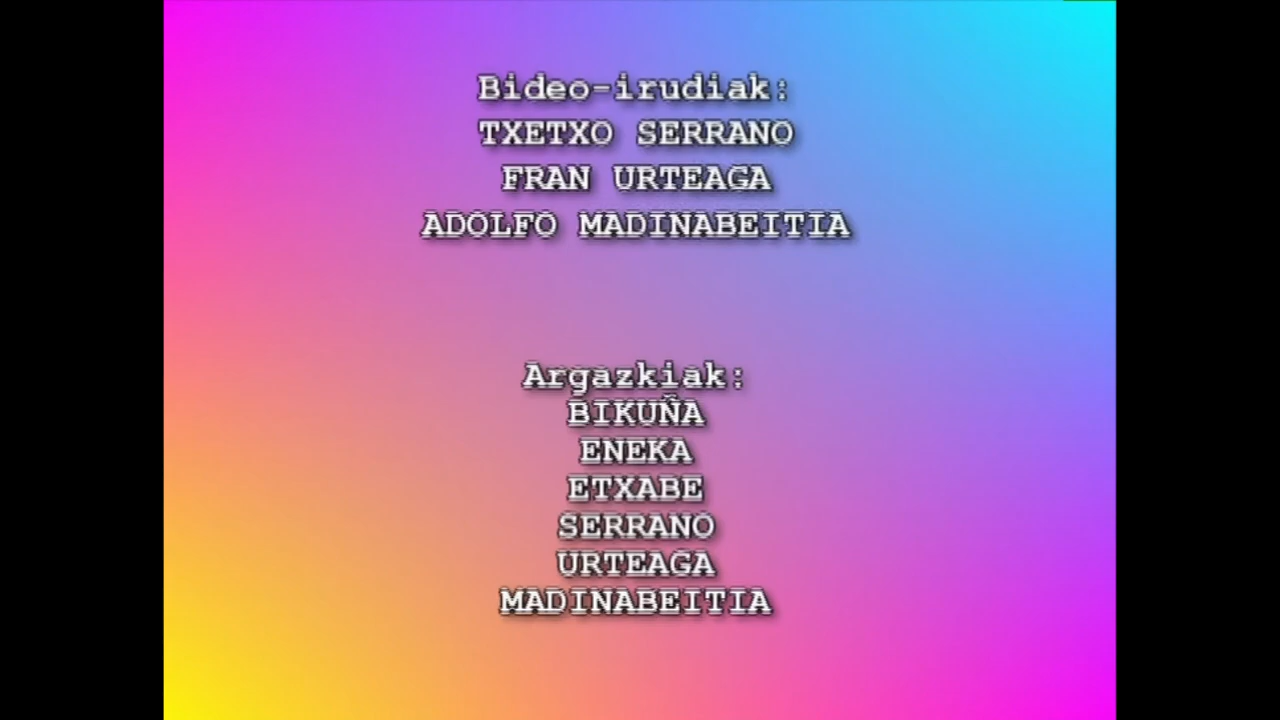 Bideo-irudiak:
TXETXO SERRANO
FRAN URTEAGA
ADOLFO MADINABEITIA
Argazkiak:
BIKUÑA
ENEKA
ETXABE
SERRANO
URTEAGA
MADINABEITIA